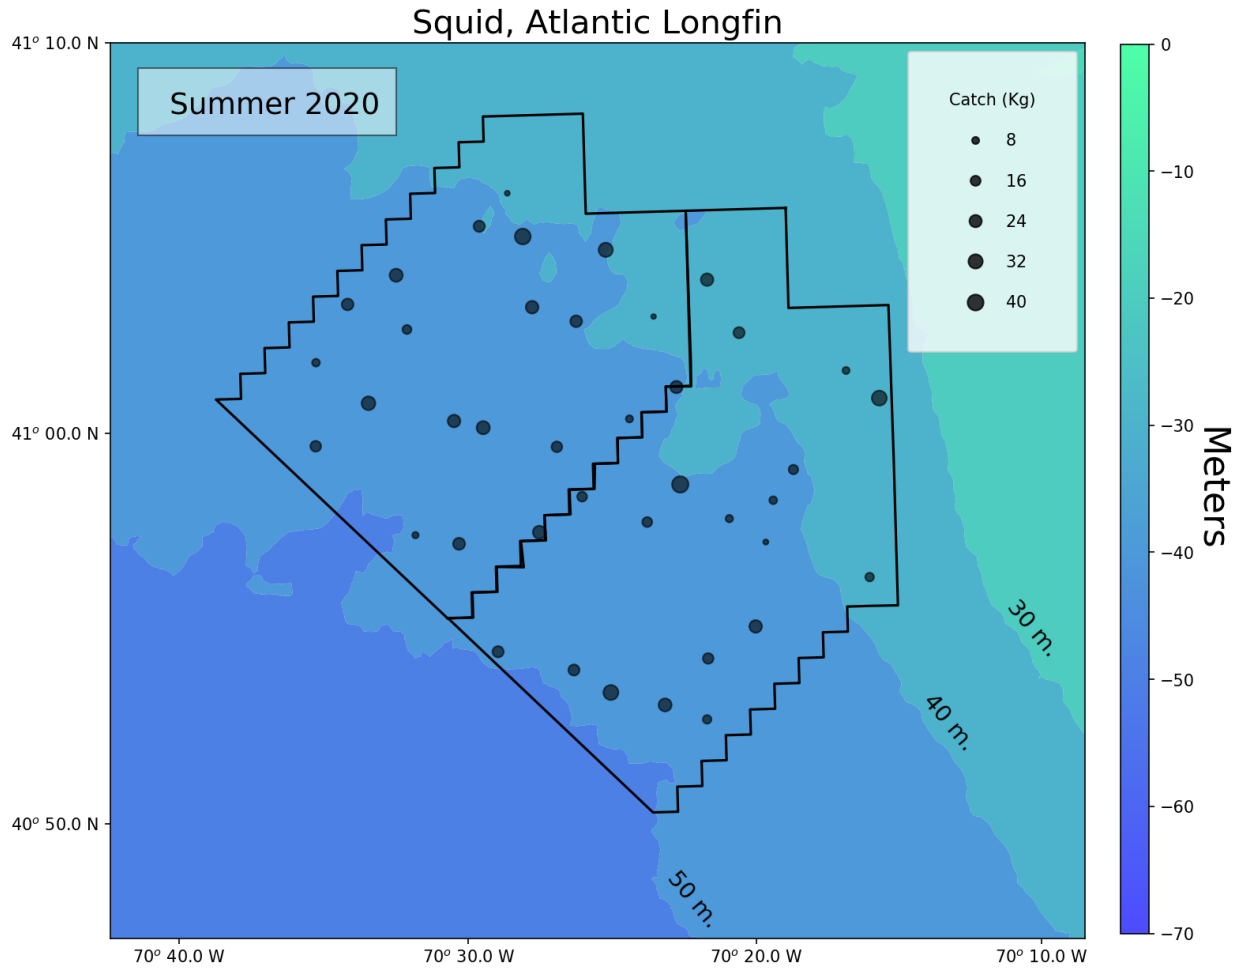 Squid, Atlantic Longfin
41° 10.0 N
Summer 2020
Catch (Kg)
8
16
24
32
40
41° 00.0 N
40° 50.0 N
30 m.
40 m.
50 m.
70° 40.0 W
70° 30.0 W
70° 20.0 W
70° 10.0 W
0
−10
−20
−30
−40
−50
−60
−70
Meters